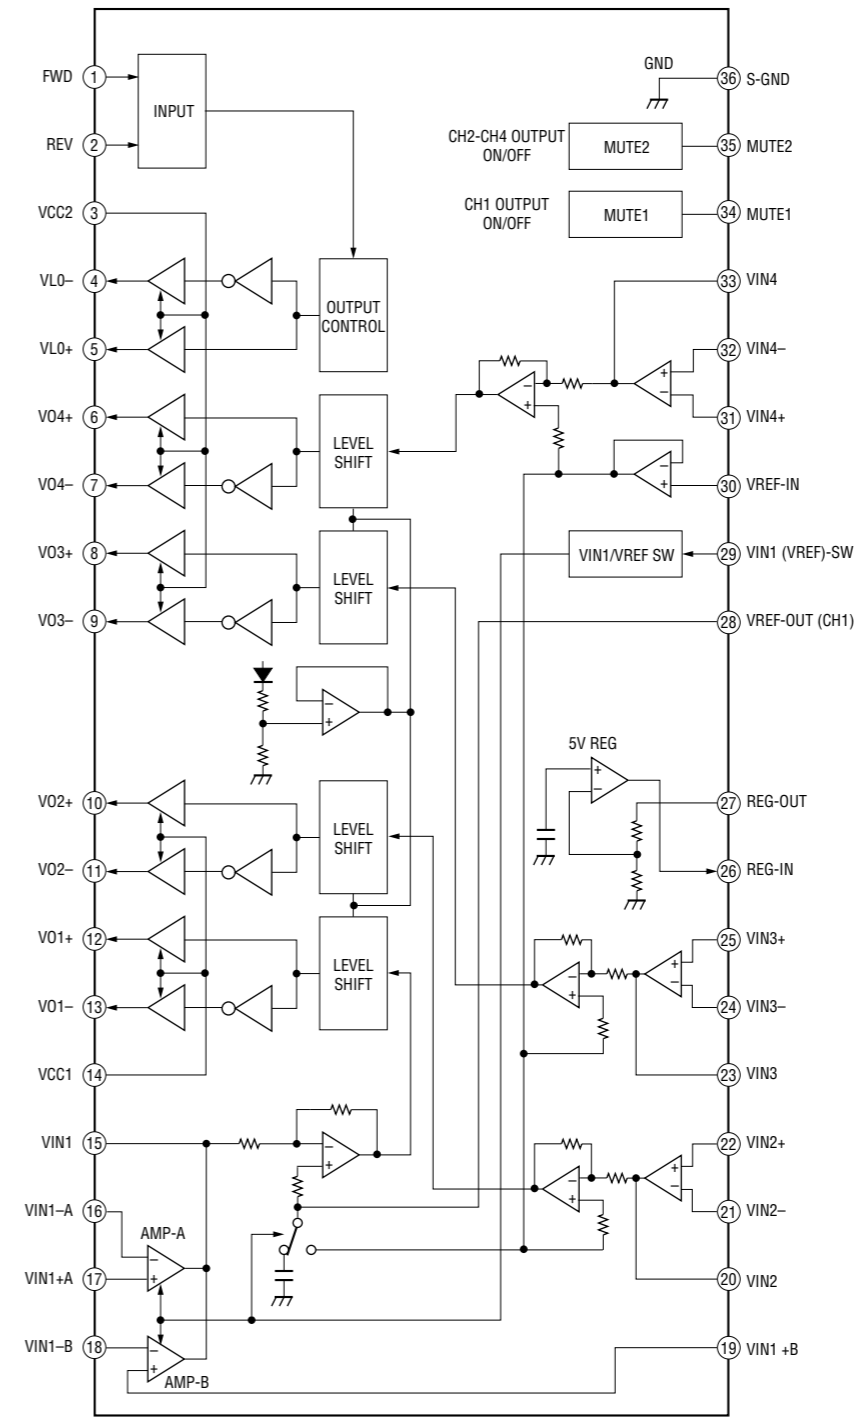 FWD 1
REV 2
VCC2 3
VL0– 4
VL0+ 5
VO4+ 6
VO4– 7
VO3+ 8
VO3– 9
VO2+ 10
VO2– 11
VO1+ 12
VO1– 13
VCC1 14
VIN1 15
VIN1–A 16
VIN1+A 17
VIN1–B 18
INPUT
OUTPUT
CONTROL
LEVEL
SHIFT
LEVEL
SHIFT
–
+
LEVEL
SHIFT
LEVEL
SHIFT
–
+
AMP-A
–
+
–
+
AMP-B
GND
CH2-CH4 OUTPUT
ON/OFF
MUTE2
CH1 OUTPUT
ON/OFF
MUTE1
–
+
+
–
–
+
VIN1/VREF SW
5V REG
+
–
–
+
+
–
–
+
+
–
36 S-GND
35 MUTE2
34 MUTE1
33 VIN4
32 VIN4–
31 VIN4+
30 VREF-IN
29 VIN1 (VREF)-SW
28 VREF-OUT (CH1)
27 REG-OUT
26 REG-IN
25 VIN3+
24 VIN3–
23 VIN3
22 VIN2+
21 VIN2–
20 VIN2
19 VIN1 +B